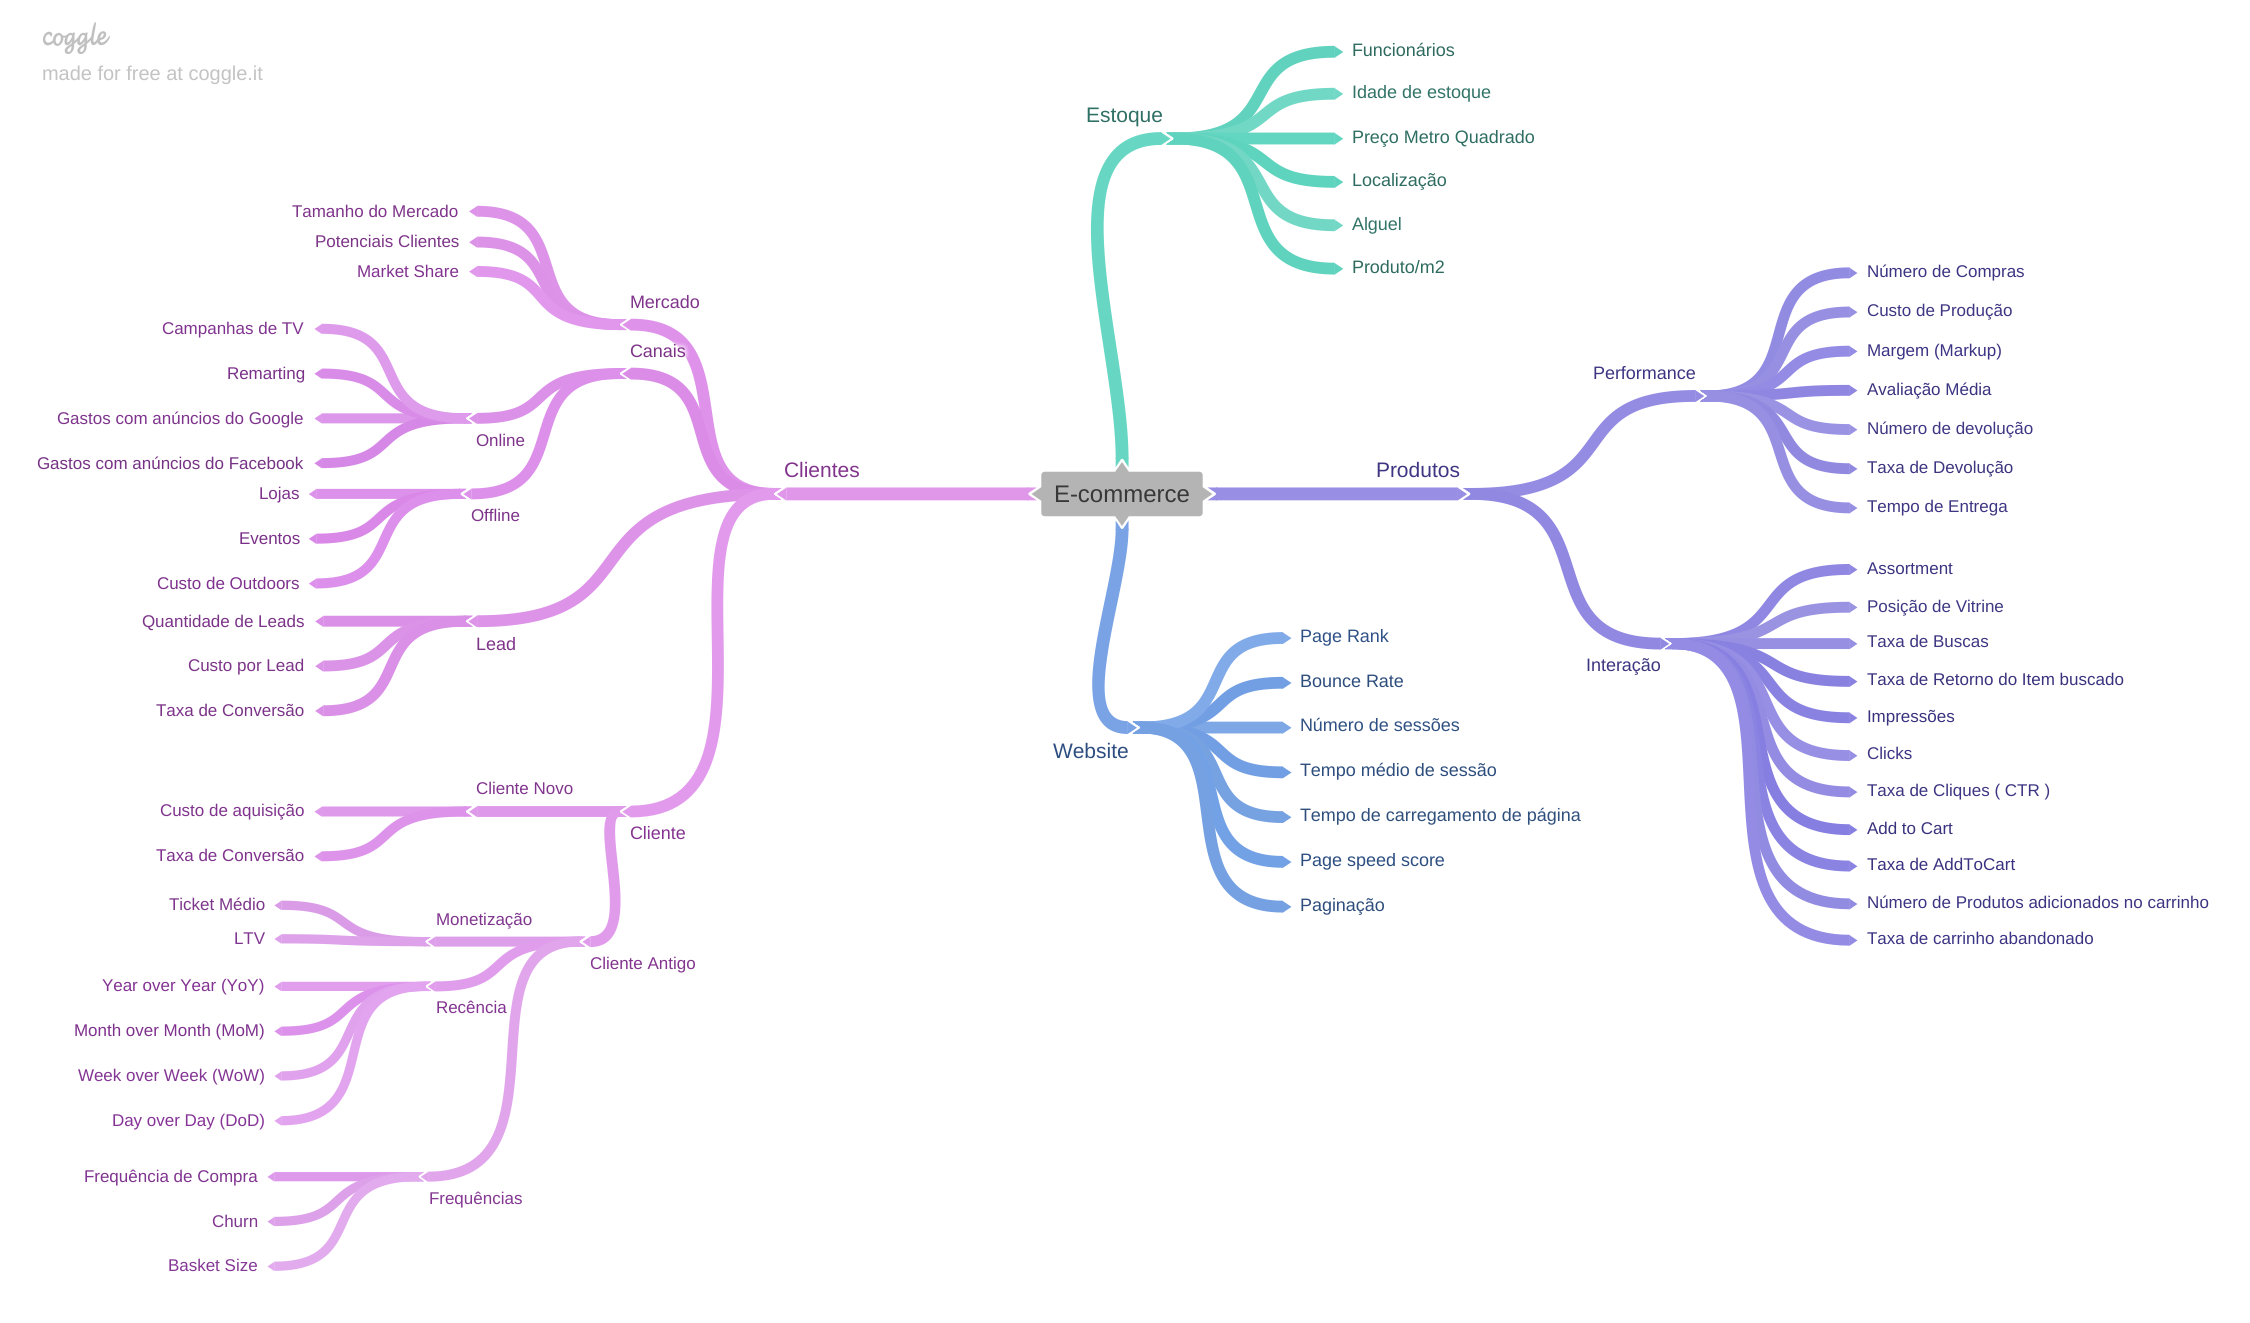 coggle
made for free at coggle.it
E-commerce
Estoque
Funcionários
Idade de estoque
Preço Metro Quadrado
Localização
Alguel
Produto/m2
Produtos
Performance
Número de Compras
Custo de Produção
Margem (Markup)
Avaliação Média
Número de devolução
Taxa de Devolução
Tempo de Entrega
Interação
Assortment
Posição de Vitrine
Taxa de Buscas
Taxa de Retorno do Item buscado
Impressões
Clicks
Taxa de Cliques ( CTR )
Add to Cart
Taxa de AddToCart
Número de Produtos adicionados no carrinho
Taxa de carrinho abandonado
Website
Page Rank
Bounce Rate
Número de sessões
Tempo médio de sessão
Tempo de carregamento de página
Page speed score
Paginação
Clientes
Mercado
Tamanho do Mercado
Potenciais Clientes
Market Share
Canais
Online
Campanhas de TV
Remarting
Gastos com anúncios do Google
Gastos com anúncios do Facebook
Offline
Lojas
Eventos
Custo de Outdoors
Lead
Quantidade de Leads
Custo por Lead
Taxa de Conversão
Cliente
Cliente Novo
Custo de aquisição
Taxa de Conversão
Cliente Antigo
Monetização
Ticket Médio
LTV
Recência
Year over Year (YoY)
Month over Month (MoM)
Week over Week (WoW)
Day over Day (DoD)
Frequências
Frequência de Compra
Churn
Basket Size